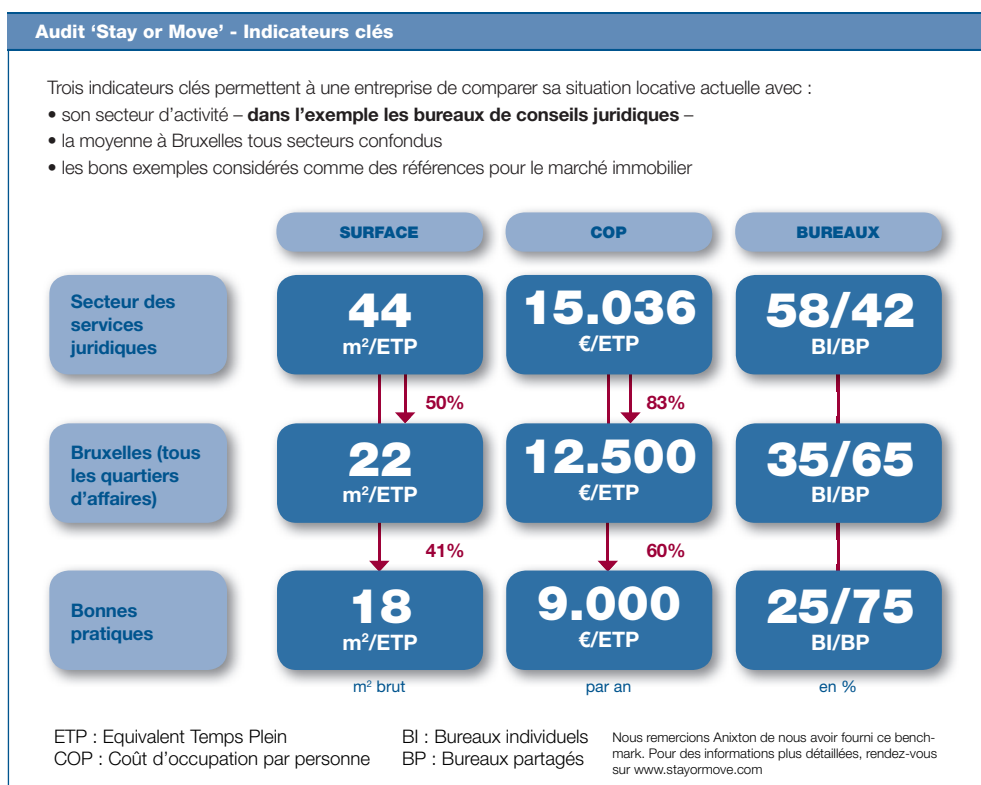 Audit ‘Stay or Move’ - Indicateurs clés
Trois indicateurs clés permettent à une entreprise de comparer sa situation locative actuelle avec :
• son secteur d’activité – dans l’exemple les bureaux de conseils juridiques –
• la moyenne à Bruxelles tous secteurs confondus
• les bons exemples considérés comme des références pour le marché immobilier
SURFACE
COP
BUREAUX
Secteur des
services
juridiques
44
m²/ETP
15.036
€/ETP
58/42
BI/BP
50%
83%
Bruxelles (tous
les quartiers
d’affaires)
22
m²/ETP
12.500
€/ETP
35/65
BI/BP
41%
60%
Bonnes
pratiques
18
m²/ETP
9.000
€/ETP
25/75
BI/BP
m² brut
par an
en %
ETP : Equivalent Temps Plein
COP : Coût d’occupation par personne
BI : Bureaux individuels
BP : Bureaux partagés
Nous remercions Anixton de nous avoir fourni ce bench-
mark. Pour des informations plus détaillées, rendez-vous
sur www.stayormove.com